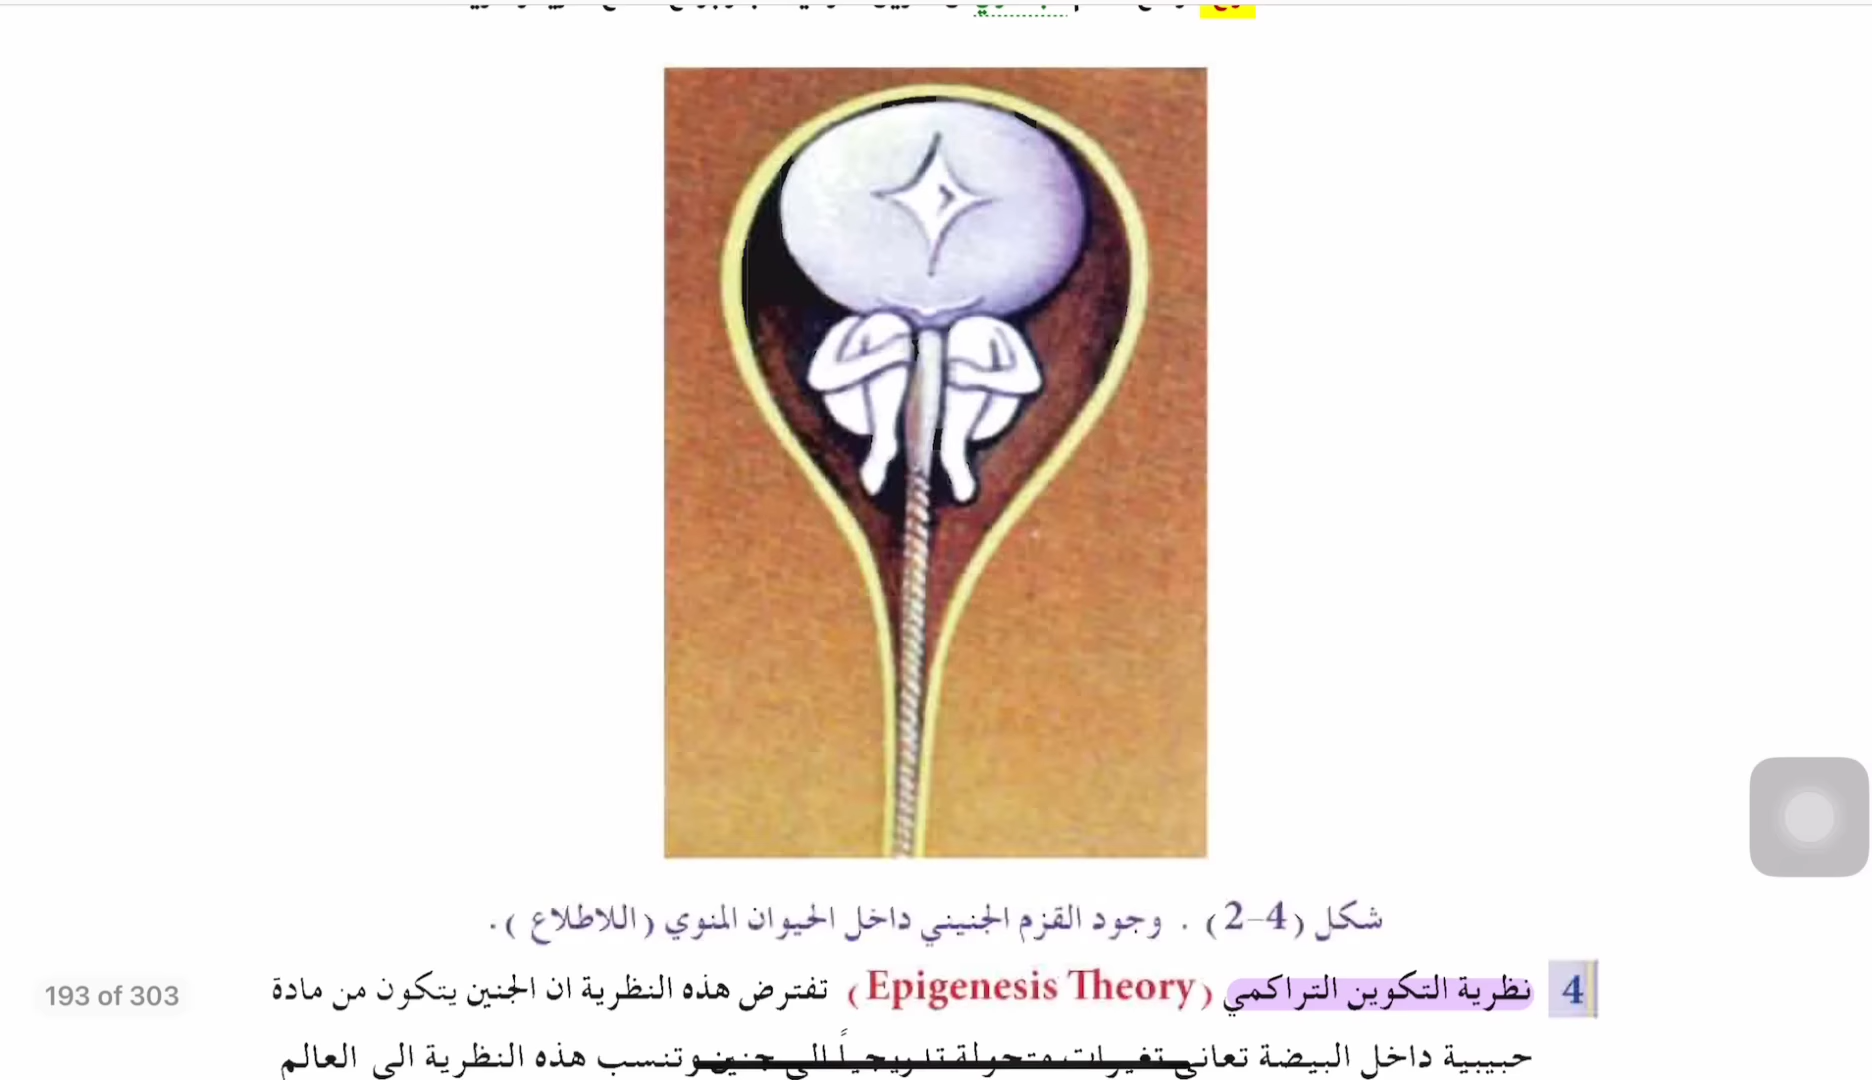 شكل (4-2) . وجود القزم الجنيني داخل الحيوان المنوي (اللاطلاع).
4 نظرية التكوين التراكمي (Epigenesis Theory) تفترض هذه النظرية ان الجنين يتكون من مادة
حبيبية داخل البيضة تعاني تغيرات متحولة تدريجياً الى جنين وتنسب هذه النظرية الى العالم
193 of 303